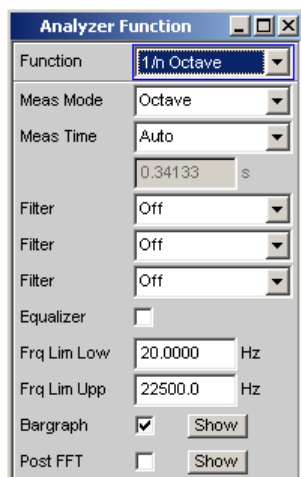 Analyzer Function
Function 1/n Octave
Meas Mode Octave
Meas Time Auto
0.34133 s
Filter Off
Filter Off
Filter Off
Equalizer
Frq Lim Low 20.0000 Hz
Frq Lim Upp 22500.0 Hz
Bargraph Show
Post FFT Show